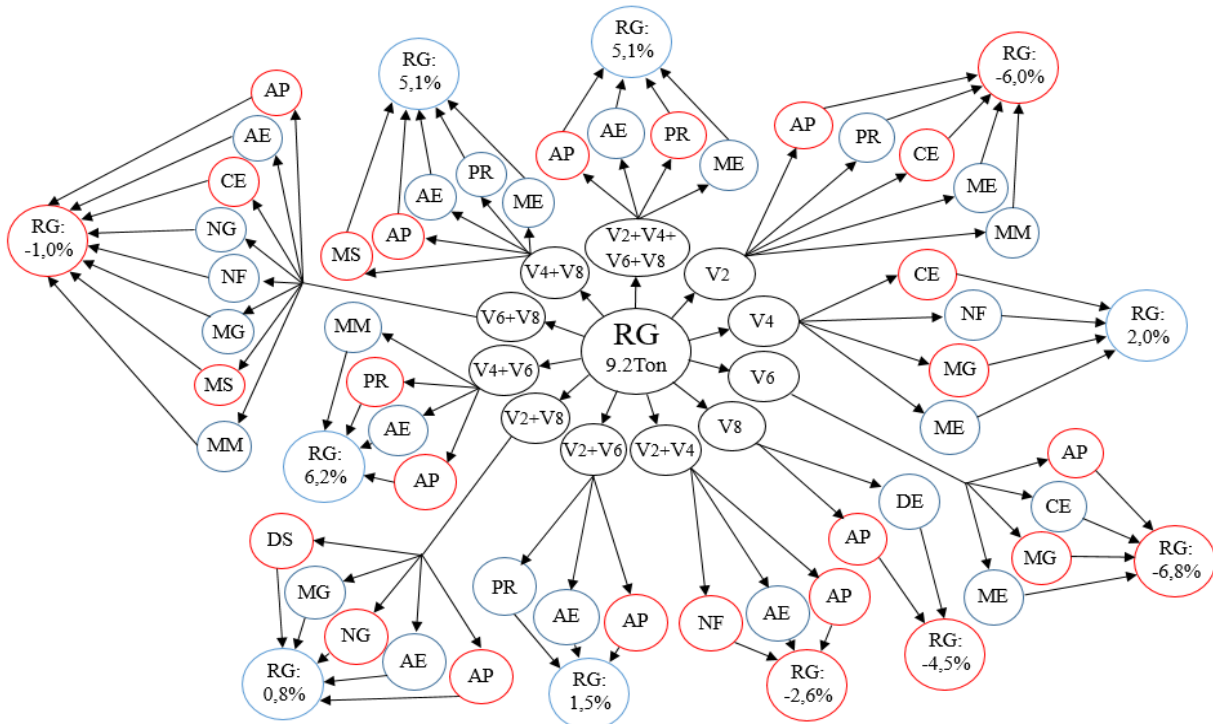 RG
9.2Ton
V2+V4+
V6+V8
AP
AE
PR
ME
RG:
5,1%
V2
AP
PR
CE
ME
MM
RG:
-6,0%
V4
CE
NF
MG
ME
RG:
2,0%
V6
AP
CE
MG
ME
RG:
-6,8%
V8
DE
AP
RG:
-4,5%
V2+V4
NF
AE
AP
RG:
-2,6%
V2+V6
PR
AE
AP
RG:
1,5%
V2+V8
DS
MG
NG
AE
AP
RG:
0,8%
V4+V6
MM
PR
AE
AP
RG:
6,2%
V6+V8
AP
AE
CE
NG
NF
MG
MS
MM
RG:
-1,0%
V4+V8
MS
AP
AE
PR
ME
RG:
5,1%